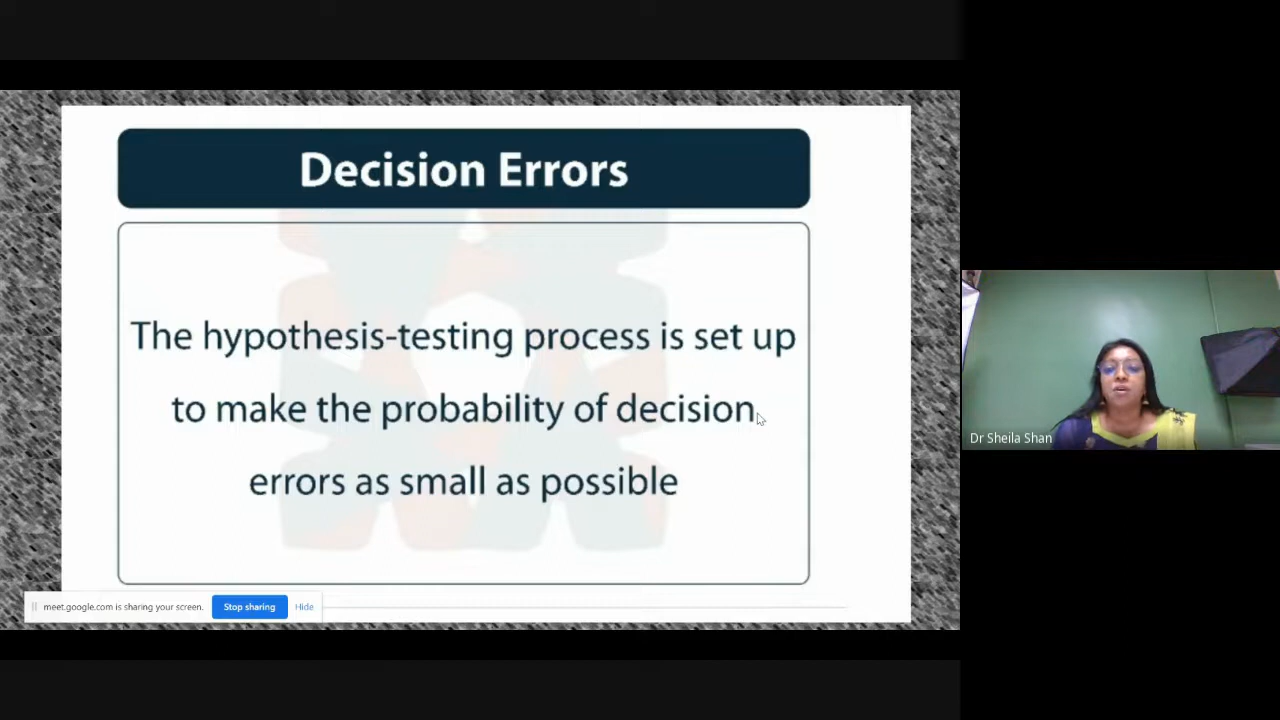 Decision Errors
The hypothesis-testing process is set up
to make the probability of decision
errors as small as possible
meet.google.com is sharing your screen.
Stop sharing
Hide
Dr Sheila Shan